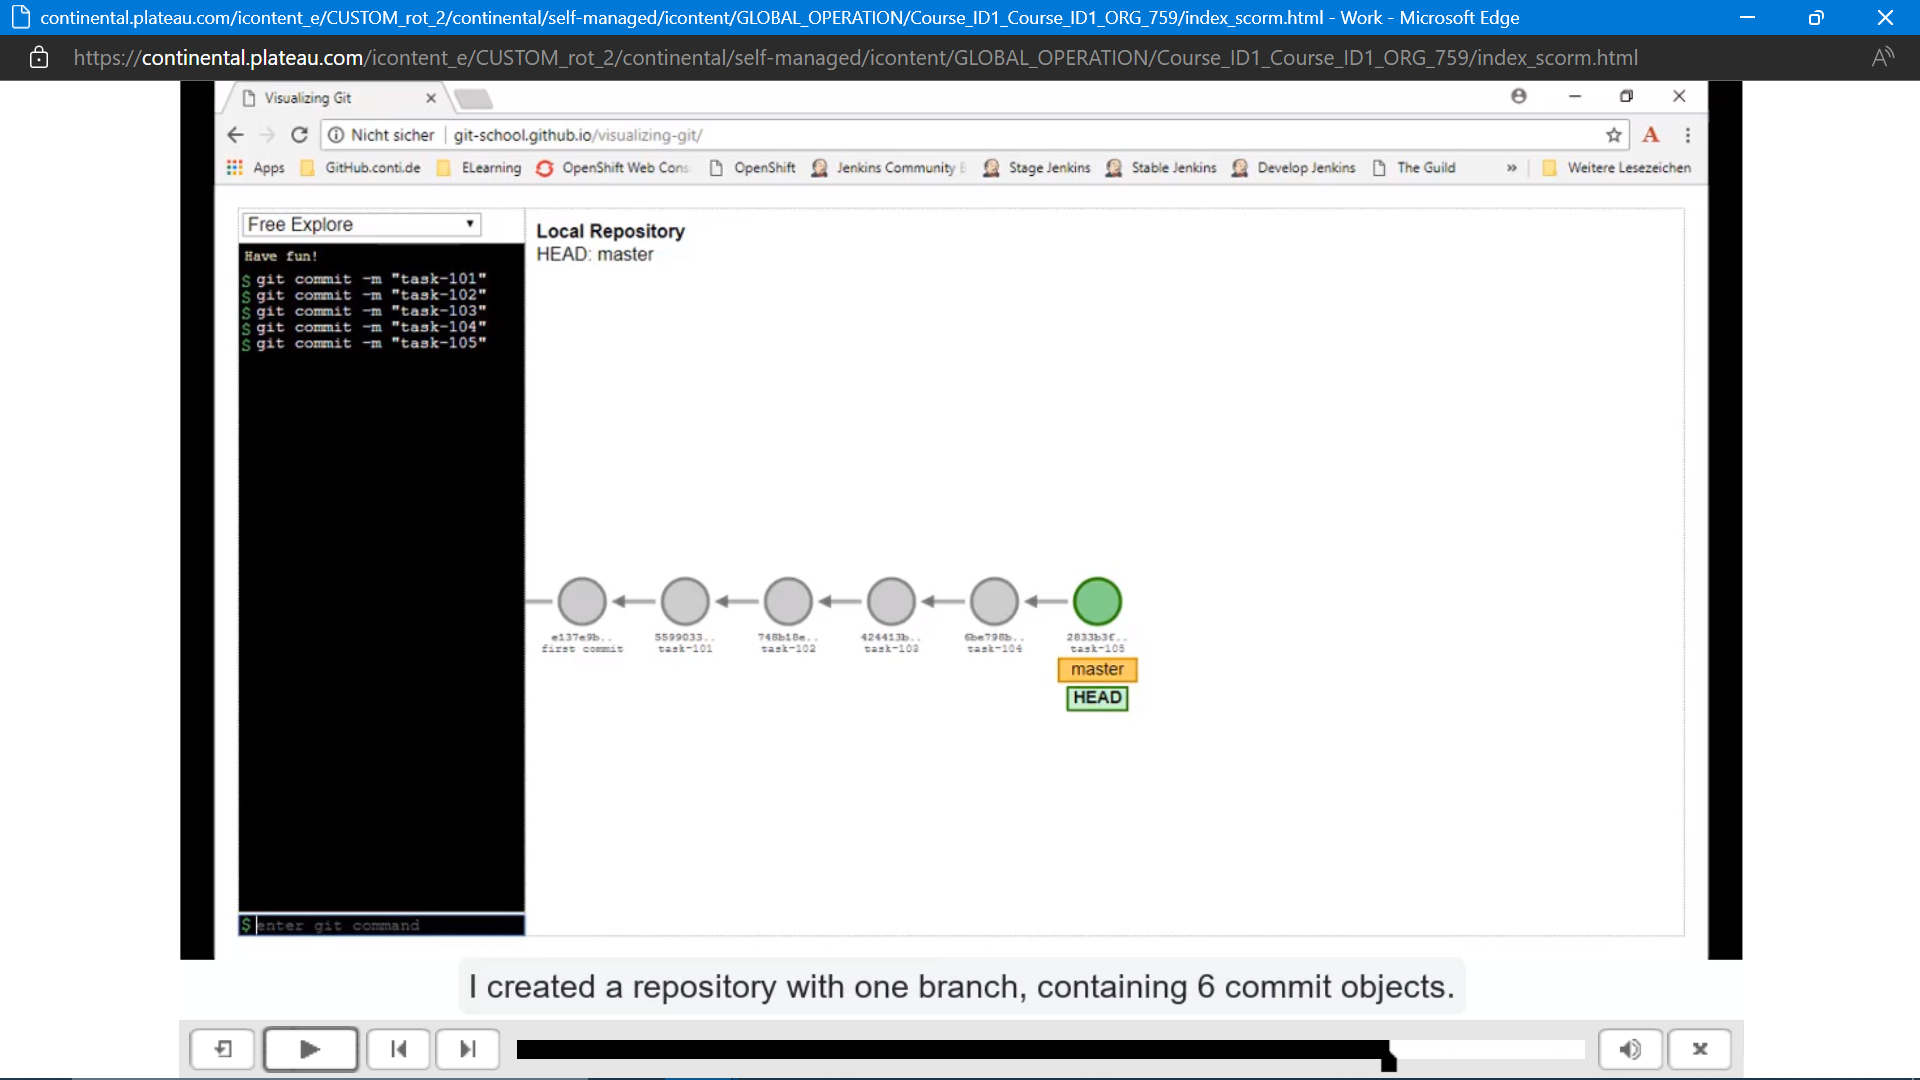 continental.plateau.com/icontent_e/CUSTOM_rot_2/continental/self-managed/icontent/GLOBAL_OPERATION/Course_ID1_Course_ID1_ORG_759/index_scorm.html - Work - Microsoft Edge
https://continental.plateau.com/icontent_e/CUSTOM_rot_2/continental/self-managed/icontent/GLOBAL_OPERATION/Course_ID1_Course_ID1_ORG_759/index_scorm.html
Visualizing Git
Nicht sicher git-school.github.io/visualizing-git/
Apps GitHub.conti.de ELearning OpenShift Web Cons OpenShift Jenkins Community Stage Jenkins Stable Jenkins Develop Jenkins The Guild » Weitere Lesezeichen
Free Explore
Have fun!
$ git commit -m "task-101"
$ git commit -m "task-102"
$ git commit -m "task-103"
$ git commit -m "task-104"
$ git commit -m "task-105"
$ enter git command
Local Repository
HEAD: master
e137e9b.. 5599033.. 748b18e.. 424413b.. 6be798b.. 2833b3f..
first commit task-101 task-102 task-103 task-104 task-105
master
HEAD
I created a repository with one branch, containing 6 commit objects.